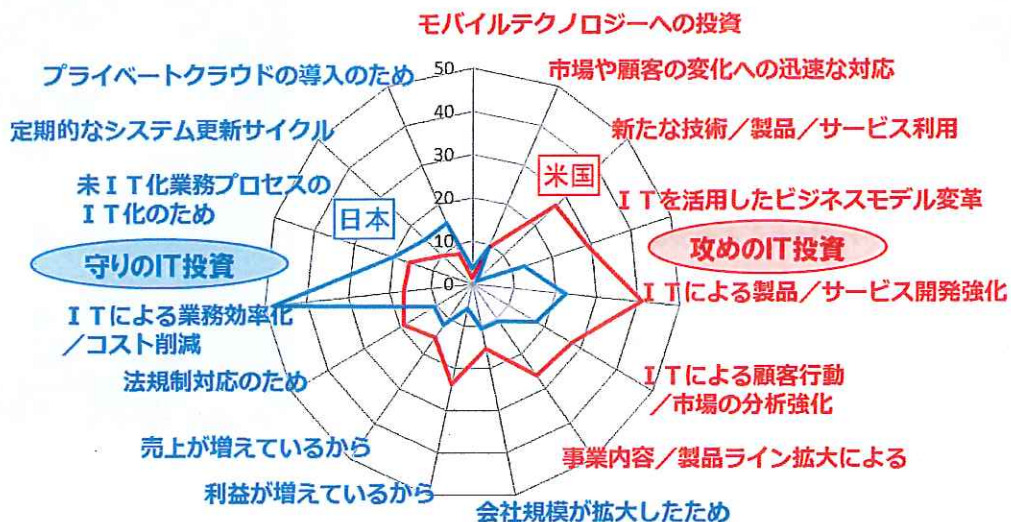 モバイルテクノロジーへの投資
プライベートクラウドの導入のため
50
市場や顧客の変化への迅速な対応
40
定期的なシステム更新サイクル
新たな技術／製品／サービス利用
30
未ＩＴ化業務プロセスの
ＩＴ化のため
日本
20
米国
ＩＴを活用したビジネスモデル変革
10
守りのIT投資
攻めのIT投資
0
ＩＴによる業務効率化
／コスト削減
ＩＴによる製品／サービス開発強化
法規制対応のため
ＩＴによる顧客行動
／市場の分析強化
売上が増えているから
事業内容／製品ライン拡大による
利益が増えているから
会社規模が拡大したため